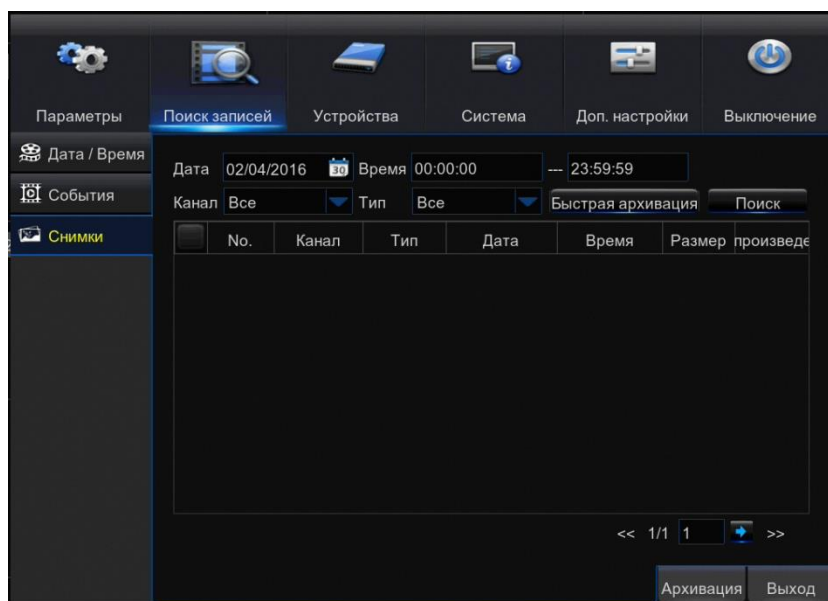 Параметры Поиск записей Устройства Система Доп. настройки Выключение
Дата / Время
События
Снимки
Дата 02/04/2016 30 Время 00:00:00 --- 23:59:59
Канал Все Тип Все Быстрая архивация Поиск
No. Канал Тип Дата Время Размер произведе
<< 1/1 1 >>
Архивация Выход